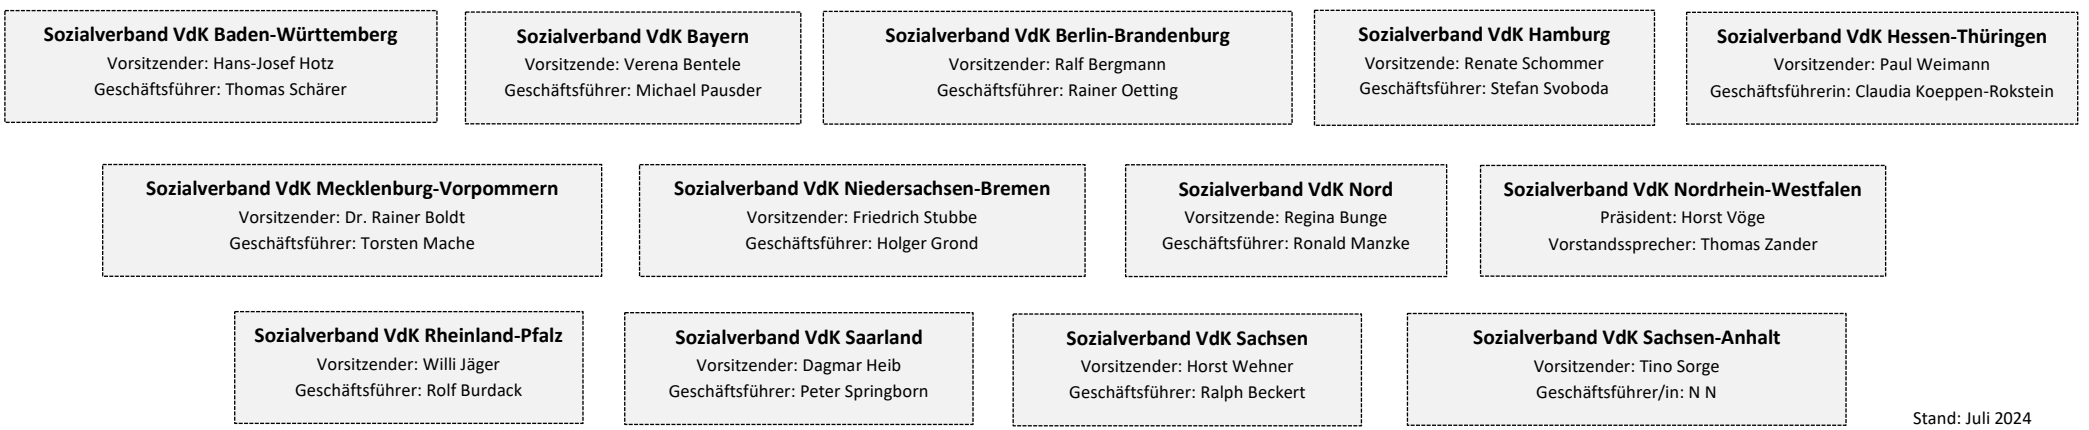 Sozialverband VdK Baden-Württemberg
Vorsitzender: Hans-Josef Hotz
Geschäftsführer: Thomas Schärer
Sozialverband VdK Bayern
Vorsitzende: Verena Bentele
Geschäftsführer: Michael Pausder
Sozialverband VdK Berlin-Brandenburg
Vorsitzender: Ralf Bergmann
Geschäftsführer: Rainer Oetting
Sozialverband VdK Hamburg
Vorsitzende: Renate Schommer
Geschäftsführer: Stefan Svoboda
Sozialverband VdK Hessen-Thüringen
Vorsitzender: Paul Weimann
Geschäftsführerin: Claudia Koeppen-Rokstein
Sozialverband VdK Mecklenburg-Vorpommern
Vorsitzender: Dr. Rainer Boldt
Geschäftsführer: Torsten Mache
Sozialverband VdK Niedersachsen-Bremen
Vorsitzender: Friedrich Stubbe
Geschäftsführer: Holger Grond
Sozialverband VdK Nord
Vorsitzende: Regina Bunge
Geschäftsführer: Ronald Manzke
Sozialverband VdK Nordrhein-Westfalen
Präsident: Horst Vöge
Vorstandssprecher: Thomas Zander
Sozialverband VdK Rheinland-Pfalz
Vorsitzender: Willi Jäger
Geschäftsführer: Rolf Burdack
Sozialverband VdK Saarland
Vorsitzender: Dagmar Heib
Geschäftsführer: Peter Springborn
Sozialverband VdK Sachsen
Vorsitzender: Horst Wehner
Geschäftsführer: Ralph Beckert
Sozialverband VdK Sachsen-Anhalt
Vorsitzender: Tino Sorge
Geschäftsführer/in: N N
Stand: Juli 2024